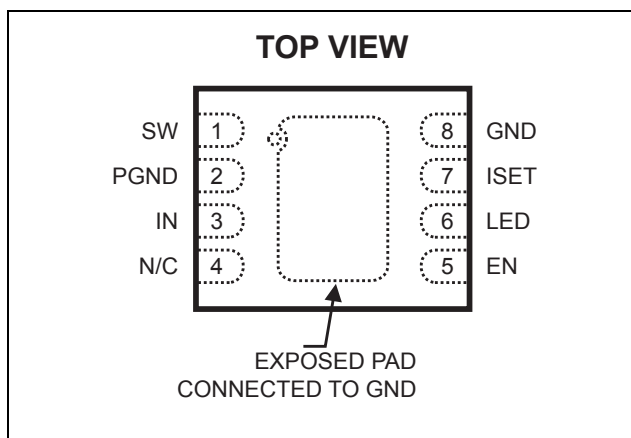 TOP VIEW
SW 1 8 GND
PGND 2 7 ISET
IN 3 6 LED
N/C 4 5 EN
EXPOSED PAD
CONNECTED TO GND